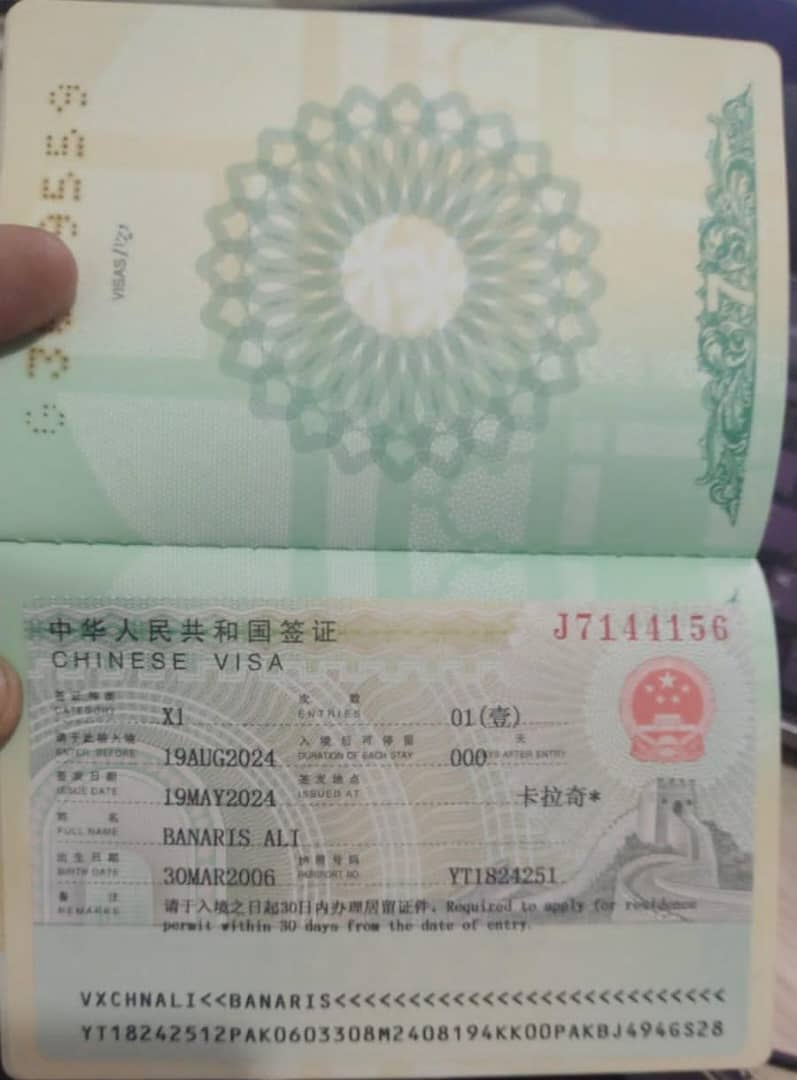 VISAS/ویزے
7
中华人民共和国签证
J7144156
CHINESE VISA
签证种类
CATEGORY
X1
次 数
ENTRIES
01(壹)
请于此日前入境
ENTER BEFORE
19AUG2024
入境后可停留
DURATION OF EACH STAY
000
天
DAYS AFTER ENTRY
签发日期
ISSUE DATE
19MAY2024
签发地点
ISSUED AT
卡拉奇*
姓 名
FULL NAME
BANARIS ALI
出生日期
BIRTH DATE
30MAR2006
护照号码
PASSPORT NO.
YT1824251
备 注
REMARKS
请于入境之日起30日内办理居留证件。Required to apply for residence
permit within 30 days from the date of entry.
VXCHNALI<<BANARIS<<<<<<<<<<<<<<<<<<<<<<<<<<<
YT18242512PAK0603308M2408194KK00PAKBJ494GS28